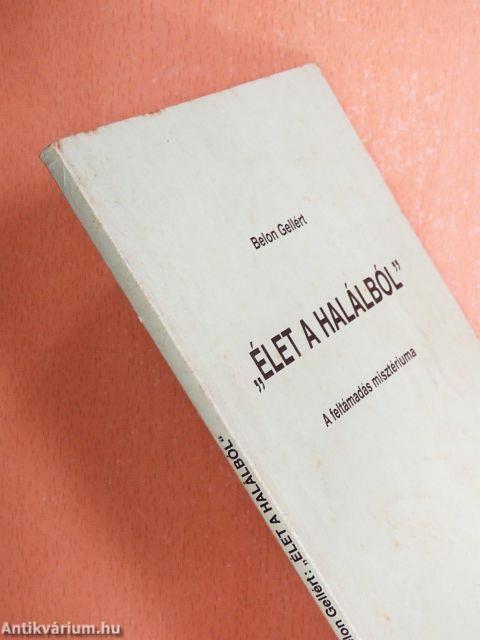 Belon Gellért
„ÉLET A HALÁLBÓL”
A feltámadás misztériuma
lon Gellért: „ÉLET A HALÁLBÓL”
Antikvárium.hu